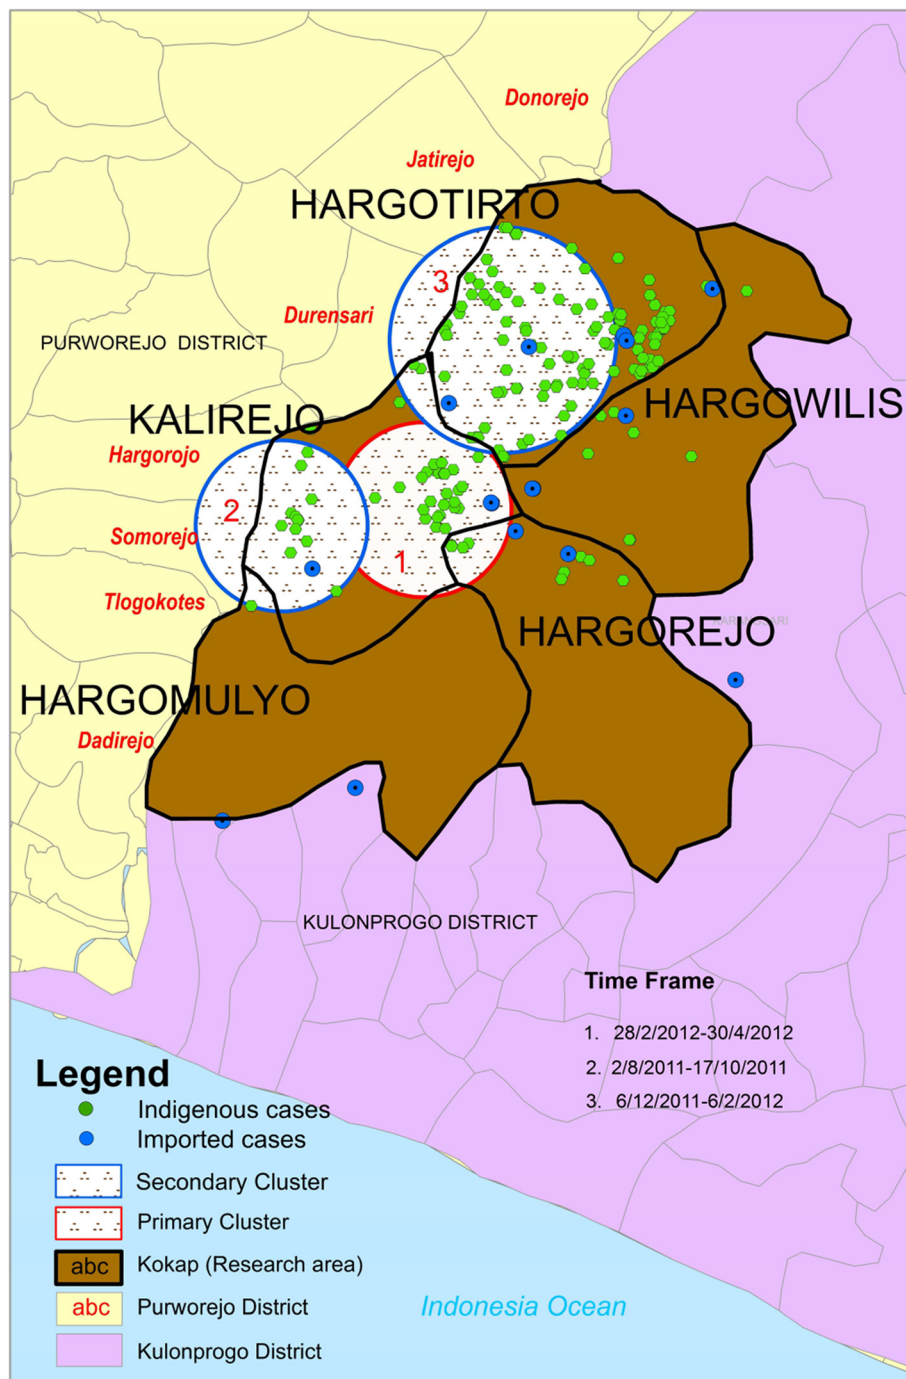 Donorejo
Jatirejo
HARGOTIRTO
3
Durensari
PURWOREJO DISTRICT
HARGOWILIS
KALIREJO
Hargorojo
2
Somorejo
1
Tlogokotes
HARGOREJO
HARGOMULYO
Dadirejo
KULONPROGO DISTRICT
Time Frame
1. 28/2/2012-30/4/2012
2. 2/8/2011-17/10/2011
3. 6/12/2011-6/2/2012
Legend
Indigenous cases
Imported cases
Secondary Cluster
Primary Cluster
abc Kokap (Research area)
abc Purworejo District
Kulonprogo District
Indonesia Ocean